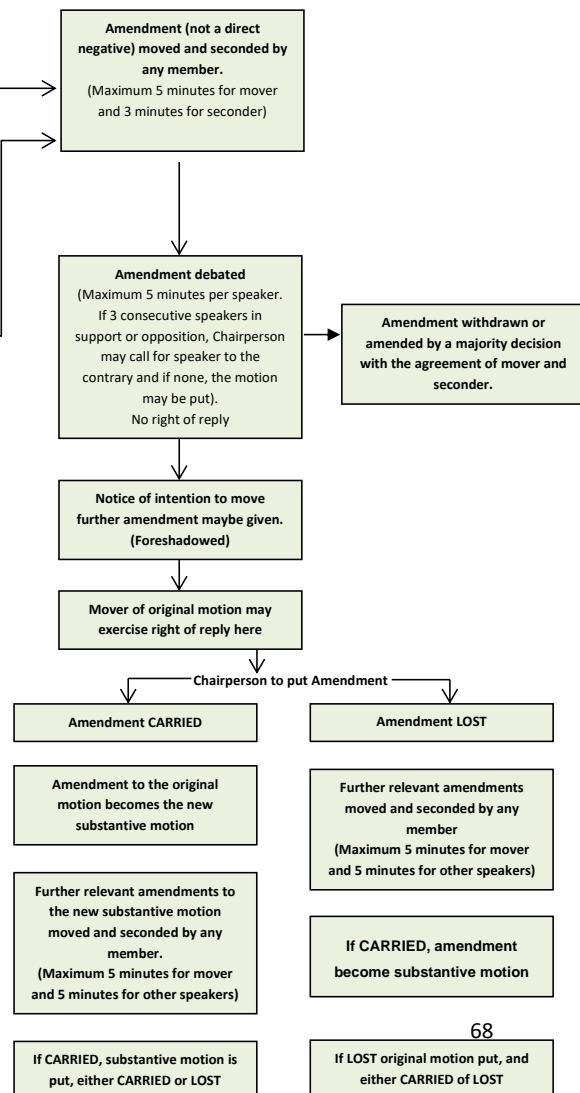 Amendment (not a direct
negative) moved and seconded by
any member.
(Maximum 5 minutes for mover
and 3 minutes for seconder)
Amendment debated
(Maximum 5 minutes per speaker.
If 3 consecutive speakers in
support or opposition, Chairperson
may call for speaker to the
contrary and if none, the motion
may be put).
No right of reply
Amendment withdrawn or
amended by a majority decision
with the agreement of mover and
seconder.
Notice of intention to move
further amendment maybe given.
(Foreshadowed)
Mover of original motion may
exercise right of reply here
Chairperson to put Amendment
Amendment CARRIED
Amendment to the original
motion becomes the new
substantive motion
Further relevant amendments to
the new substantive motion
moved and seconded by any
member.
(Maximum 5 minutes for mover
and 5 minutes for other speakers)
If CARRIED, substantive motion is
put, either CARRIED or LOST
Amendment LOST
Further relevant amendments
moved and seconded by any
member
(Maximum 5 minutes for mover
and 5 minutes for other speakers)
If CARRIED, amendment
become substantive motion
68
If LOST original motion put, and
either CARRIED of LOST